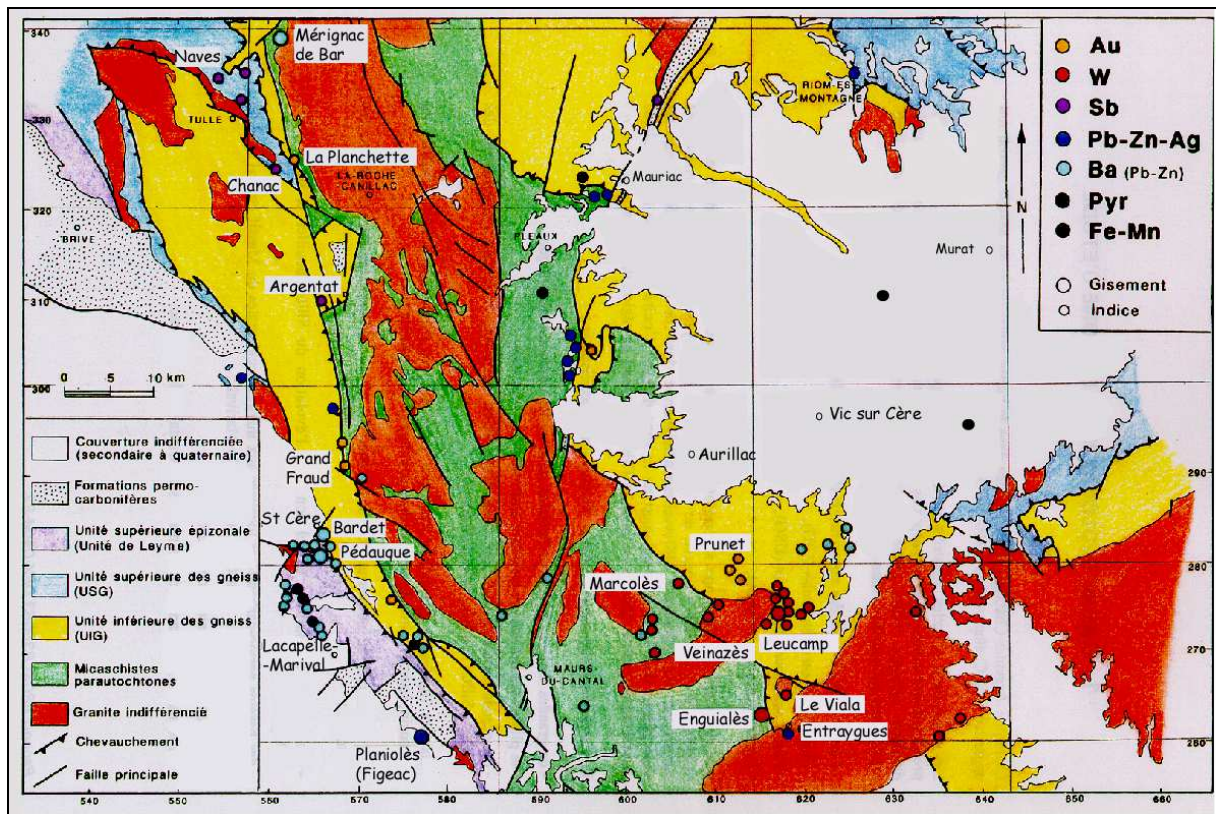 Au
W
Sb
Pb-Zn-Ag
Ba (Pb-Zn)
Pyr
Fe-Mn
Gisement
Indice
N
340
330
320
310
300
Naves
Mérignac
de Bar
TULLE
La Planchette
LA-ROCHE-
CANILLAC
Chanac
BRIVE
Argentat
RIOM-ES
MONTAGNE
Mauriac
PLEAUX
Murat
0 5 10 km
Vic sur Cère
Aurillac
Grand
Fraud
St Cère
Bardet
Pédauque
Prunet
Marcolès
Leucamp
Veinazès
Lacapelle-
-Marival
MAURS
DU-CANTAL
Enguialès
Le Viala
Entraygues
Planiolès
(Figeac)
290
280
270
260
Couverture indifférenciée
(secondaire à quaternaire)
Formations permo-
carbonifères
Unité supérieure épizonale
(Unité de Leyme)
Unité supérieure des gneiss
(USG)
Unité inférieure des gneiss
(UIG)
Micaschistes
parautochtones
Granite indifférencié
Chevauchement
Faille principale
540 550 560 570 580 590 600 610 620 630 640 650 660